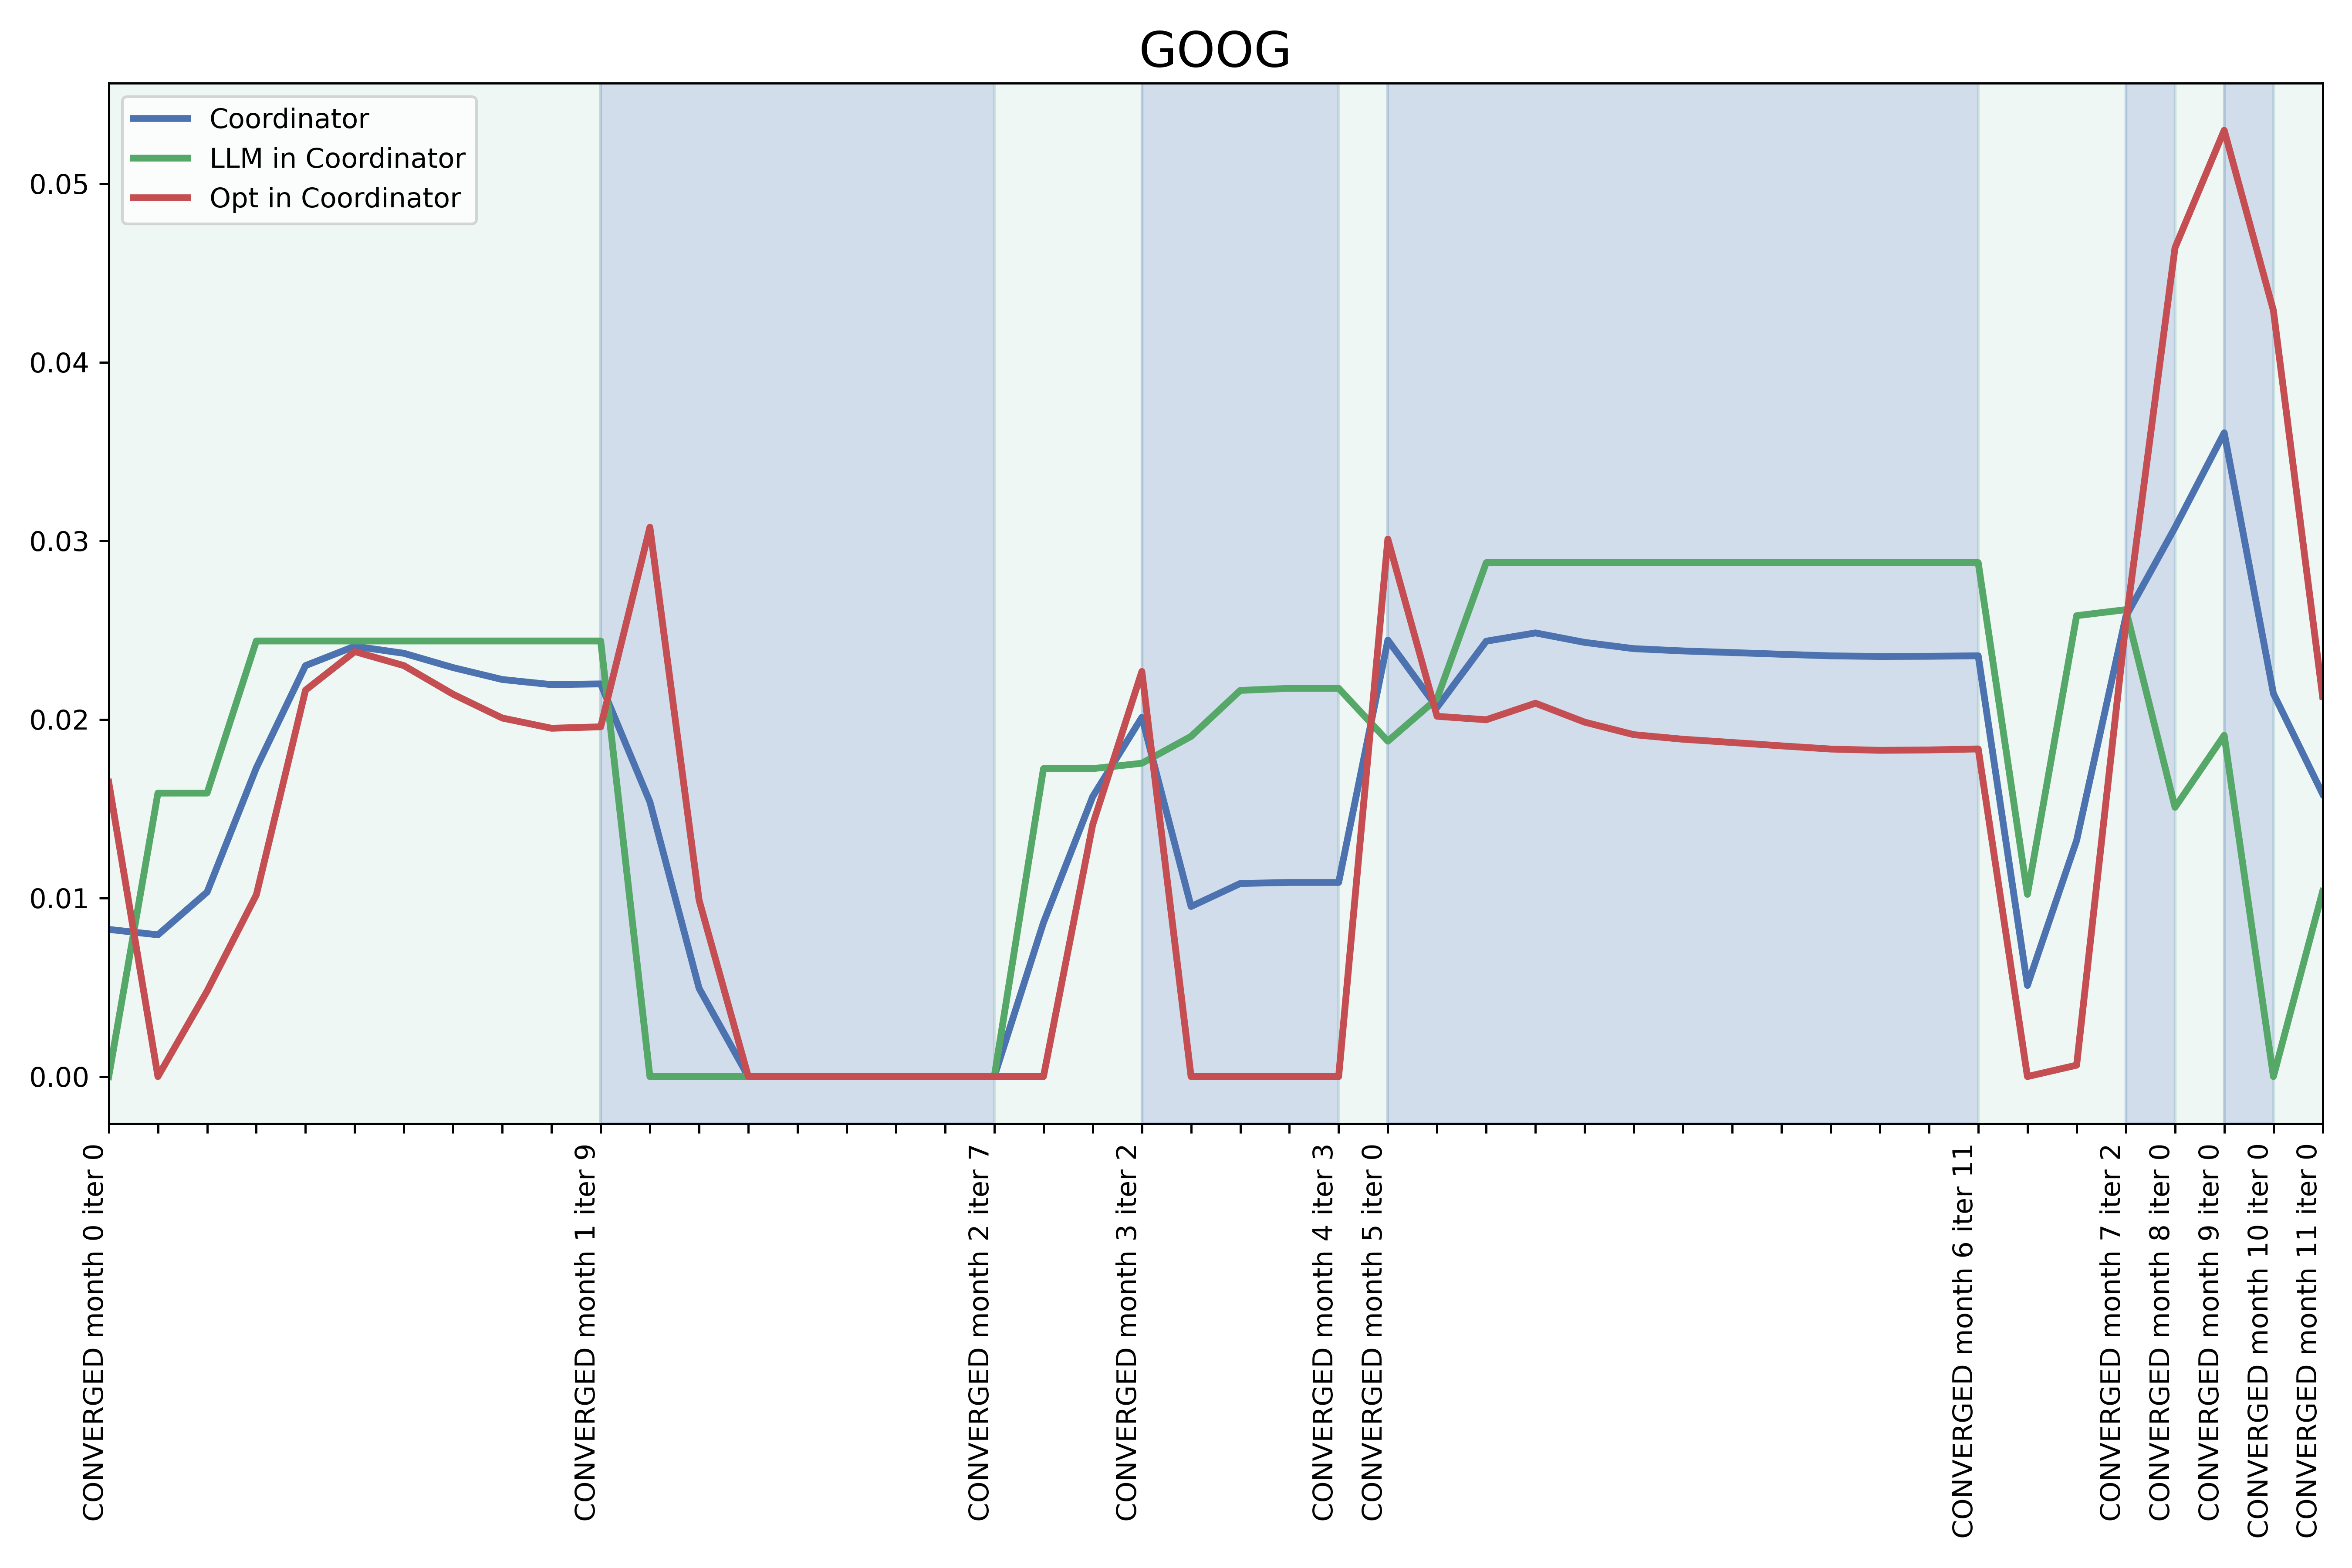 GOOG
Coordinator
LLM in Coordinator
Opt in Coordinator
0.05
0.04
0.03
0.02
0.01
0.00
CONVERGED month 0 iter 0
CONVERGED month 1 iter 9
CONVERGED month 2 iter 7
CONVERGED month 3 iter 2
CONVERGED month 4 iter 3
CONVERGED month 5 iter 0
CONVERGED month 6 iter 11
CONVERGED month 7 iter 2
CONVERGED month 8 iter 0
CONVERGED month 9 iter 0
CONVERGED month 10 iter 0
CONVERGED month 11 iter 0